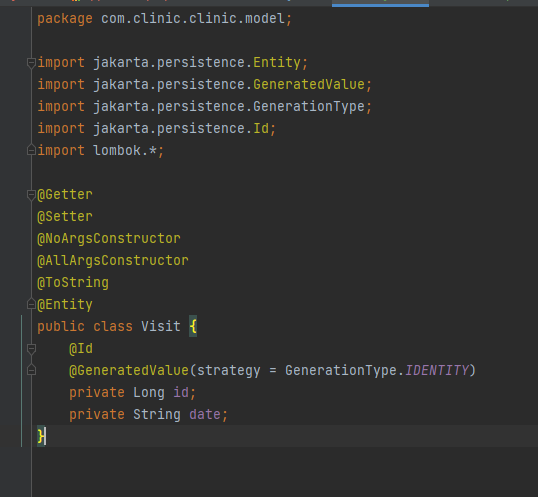 package com.clinic.clinic.model;
import jakarta.persistence.Entity;
import jakarta.persistence.GeneratedValue;
import jakarta.persistence.GenerationType;
import jakarta.persistence.Id;
import lombok.*;
@Getter
@Setter
@NoArgsConstructor
@AllArgsConstructor
@ToString
@Entity
public class Visit {
    @Id
    @GeneratedValue(strategy = GenerationType.IDENTITY)
    private Long id;
    private String date;
}